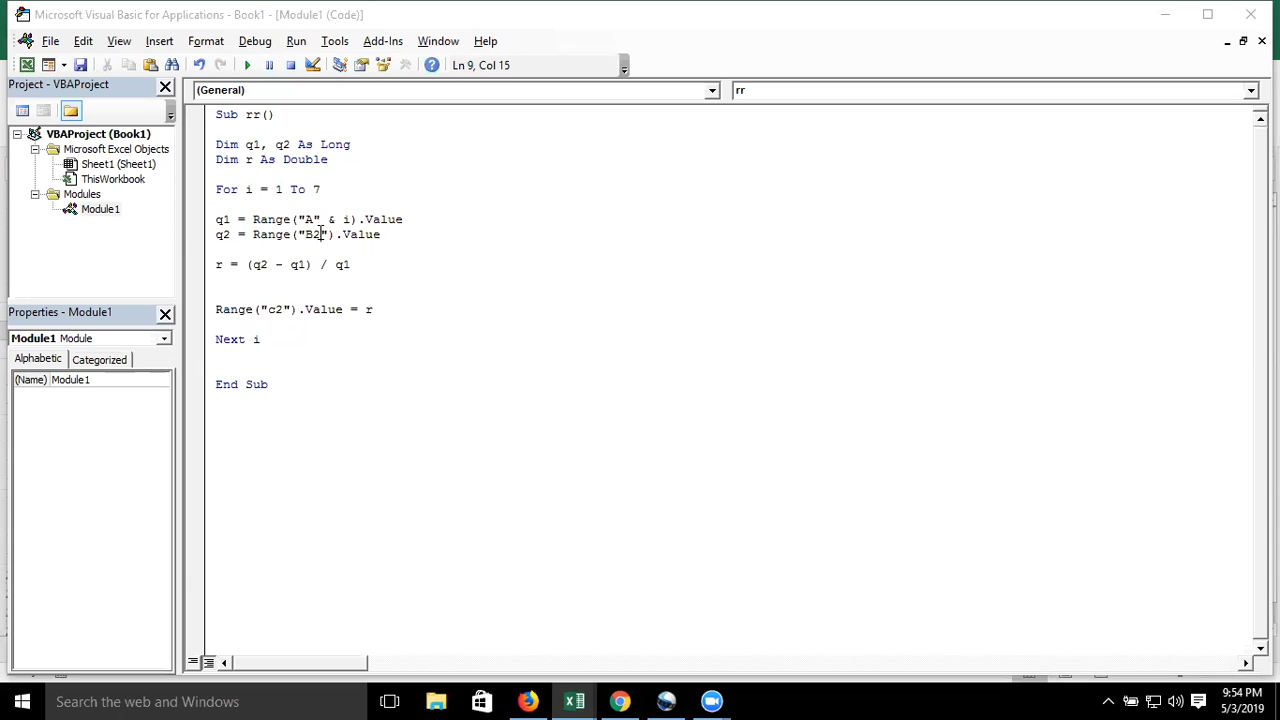 Microsoft Visual Basic for Applications - Book1 - [Module1 (Code)]
File Edit View Insert Format Debug Run Tools Add-Ins Window Help
Ln 9, Col 15
Project - VBAProject
(General)
rr
VBAProject (Book1)
Microsoft Excel Objects
Sheet1 (Sheet1)
ThisWorkbook
Modules
Module1
Sub rr()
Dim q1, q2 As Long
Dim r As Double
For i = 1 To 7
q1 = Range("A" & i).Value
q2 = Range("B2").Value
r = (q2 - q1) / q1
Range("c2").Value = r
Next i
End Sub
Properties - Module1
Module1 Module
Alphabetic Categorized
(Name) Module1
Search the web and Windows
9:54 PM
5/3/2019